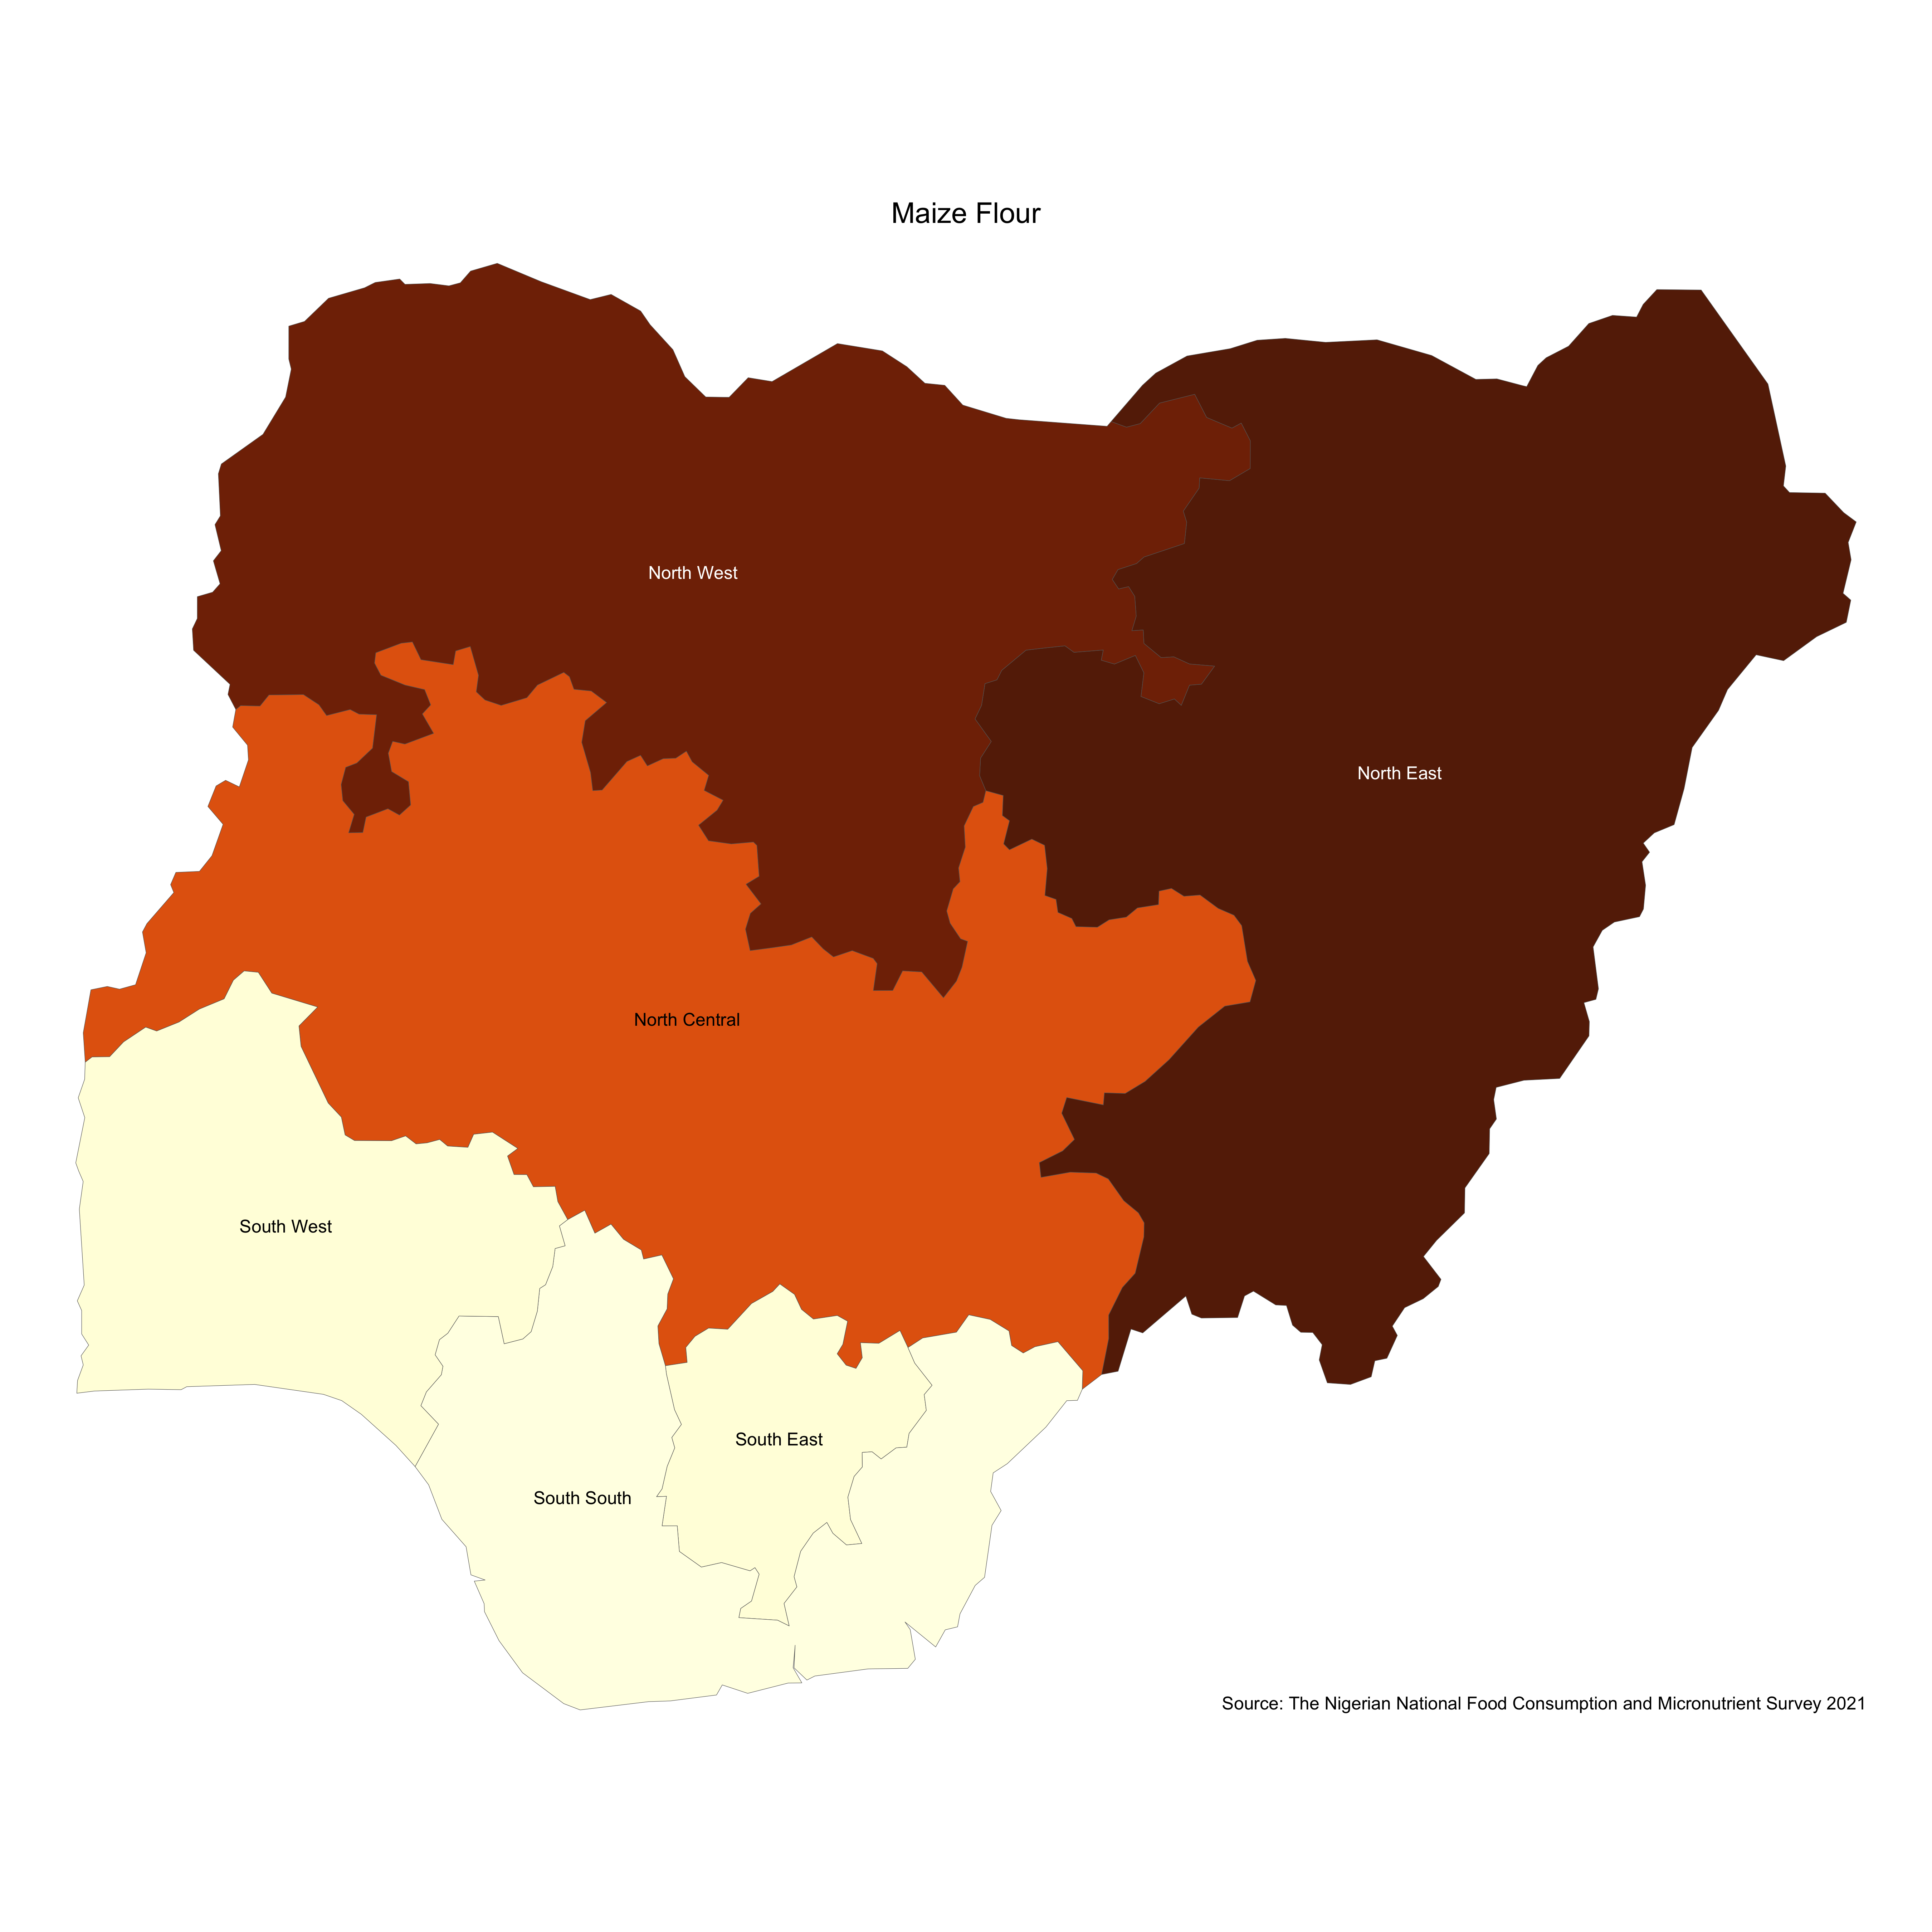 Maize Flour
North West
North East
North Central
South West
South East
South South
Source: The Nigerian National Food Consumption and Micronutrient Survey 2021